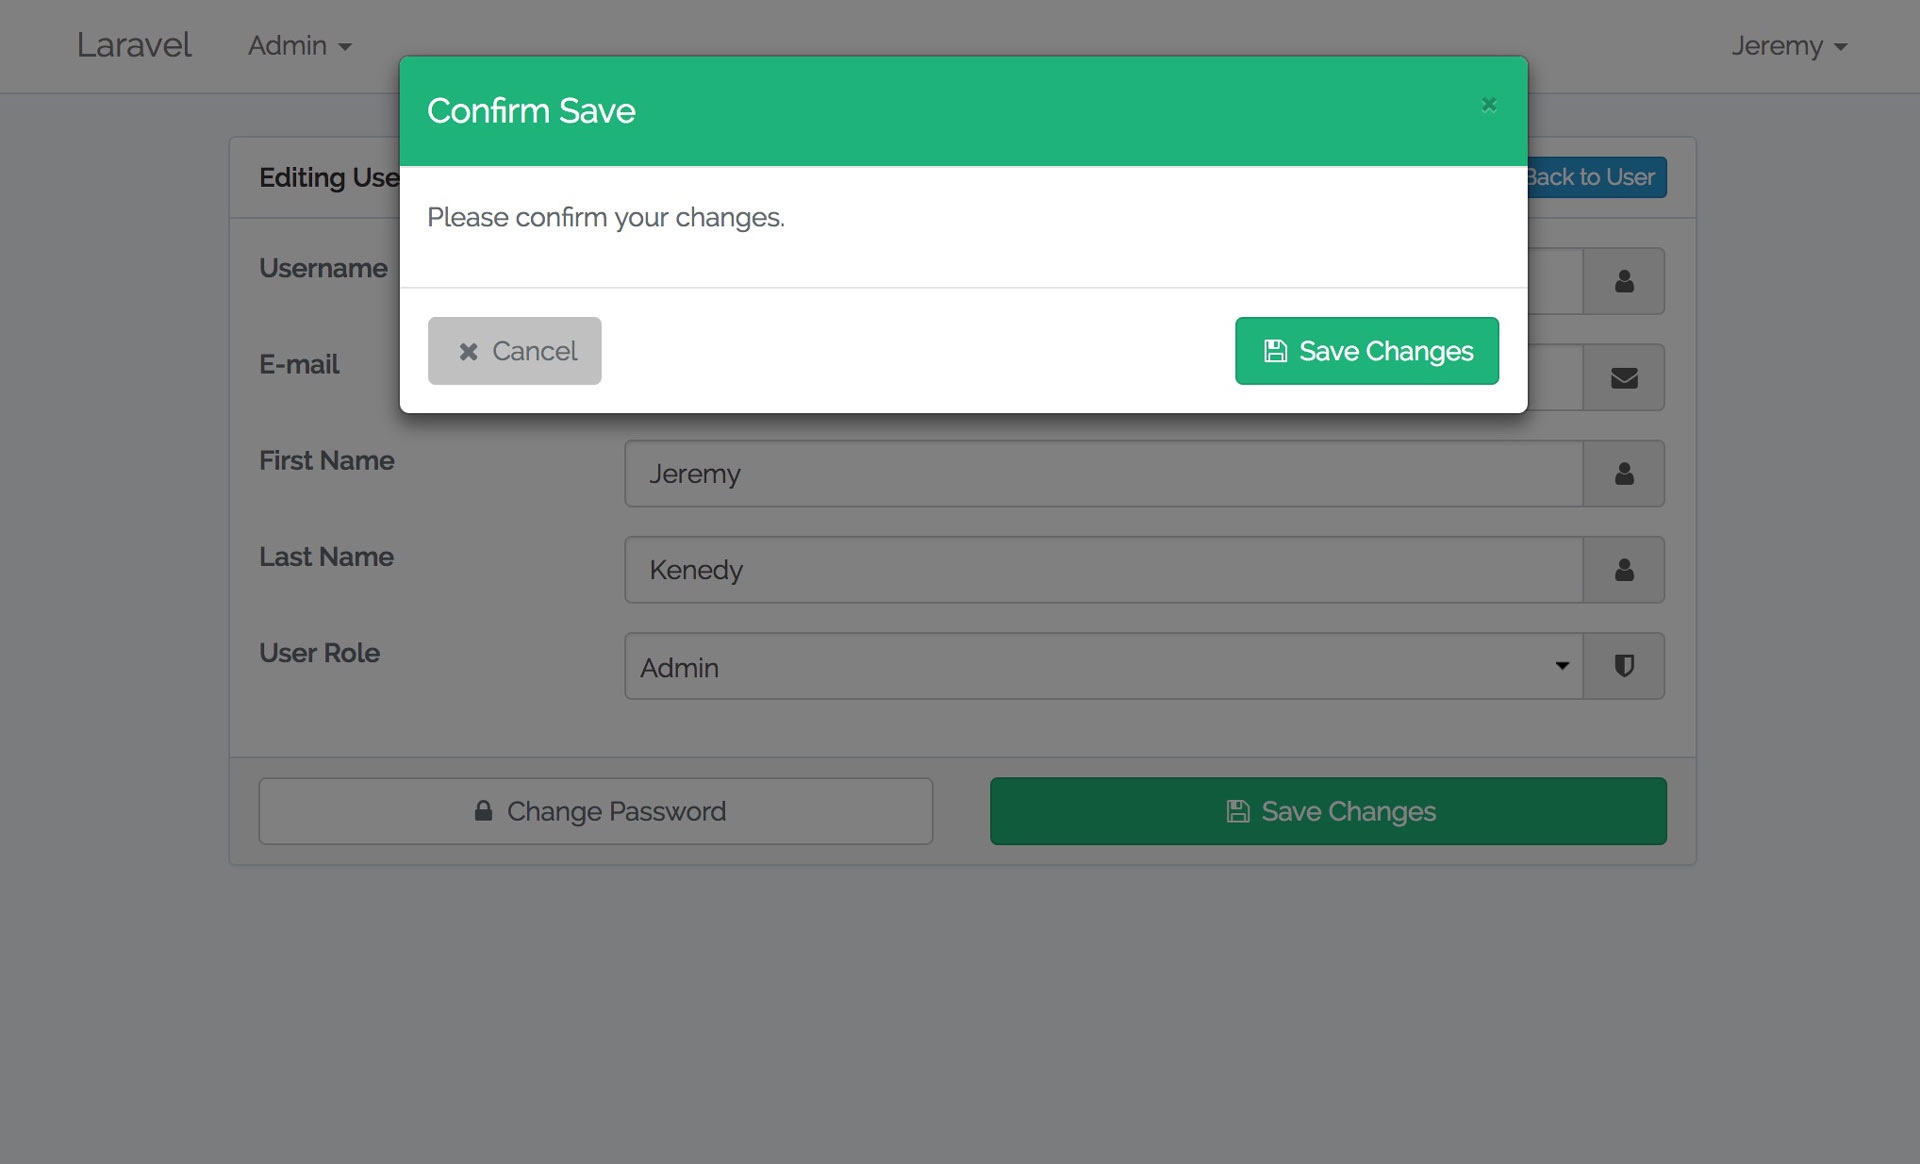 Laravel Admin Jeremy
Confirm Save
Editing Use Back to User
Please confirm your changes.
Username
Cancel Save Changes
E-mail
First Name Jeremy
Last Name Kenedy
User Role Admin
Change Password Save Changes